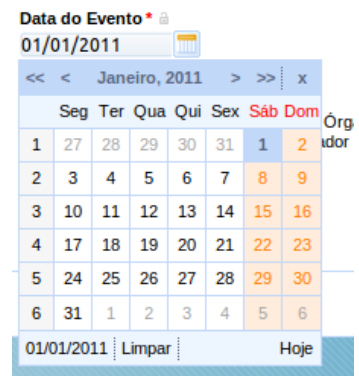 Data do Evento *
01/01/2011
<< < Janeiro, 2011 > >> x
Seg Ter Qua Qui Sex Sáb Dom
1 27 28 29 30 31 1 2
2 3 4 5 6 7 8 9
3 10 11 12 13 14 15 16
4 17 18 19 20 21 22 23
5 24 25 26 27 28 29 30
6 31 1 2 3 4 5 6
01/01/2011 Limpar Hoje
Órga
ador